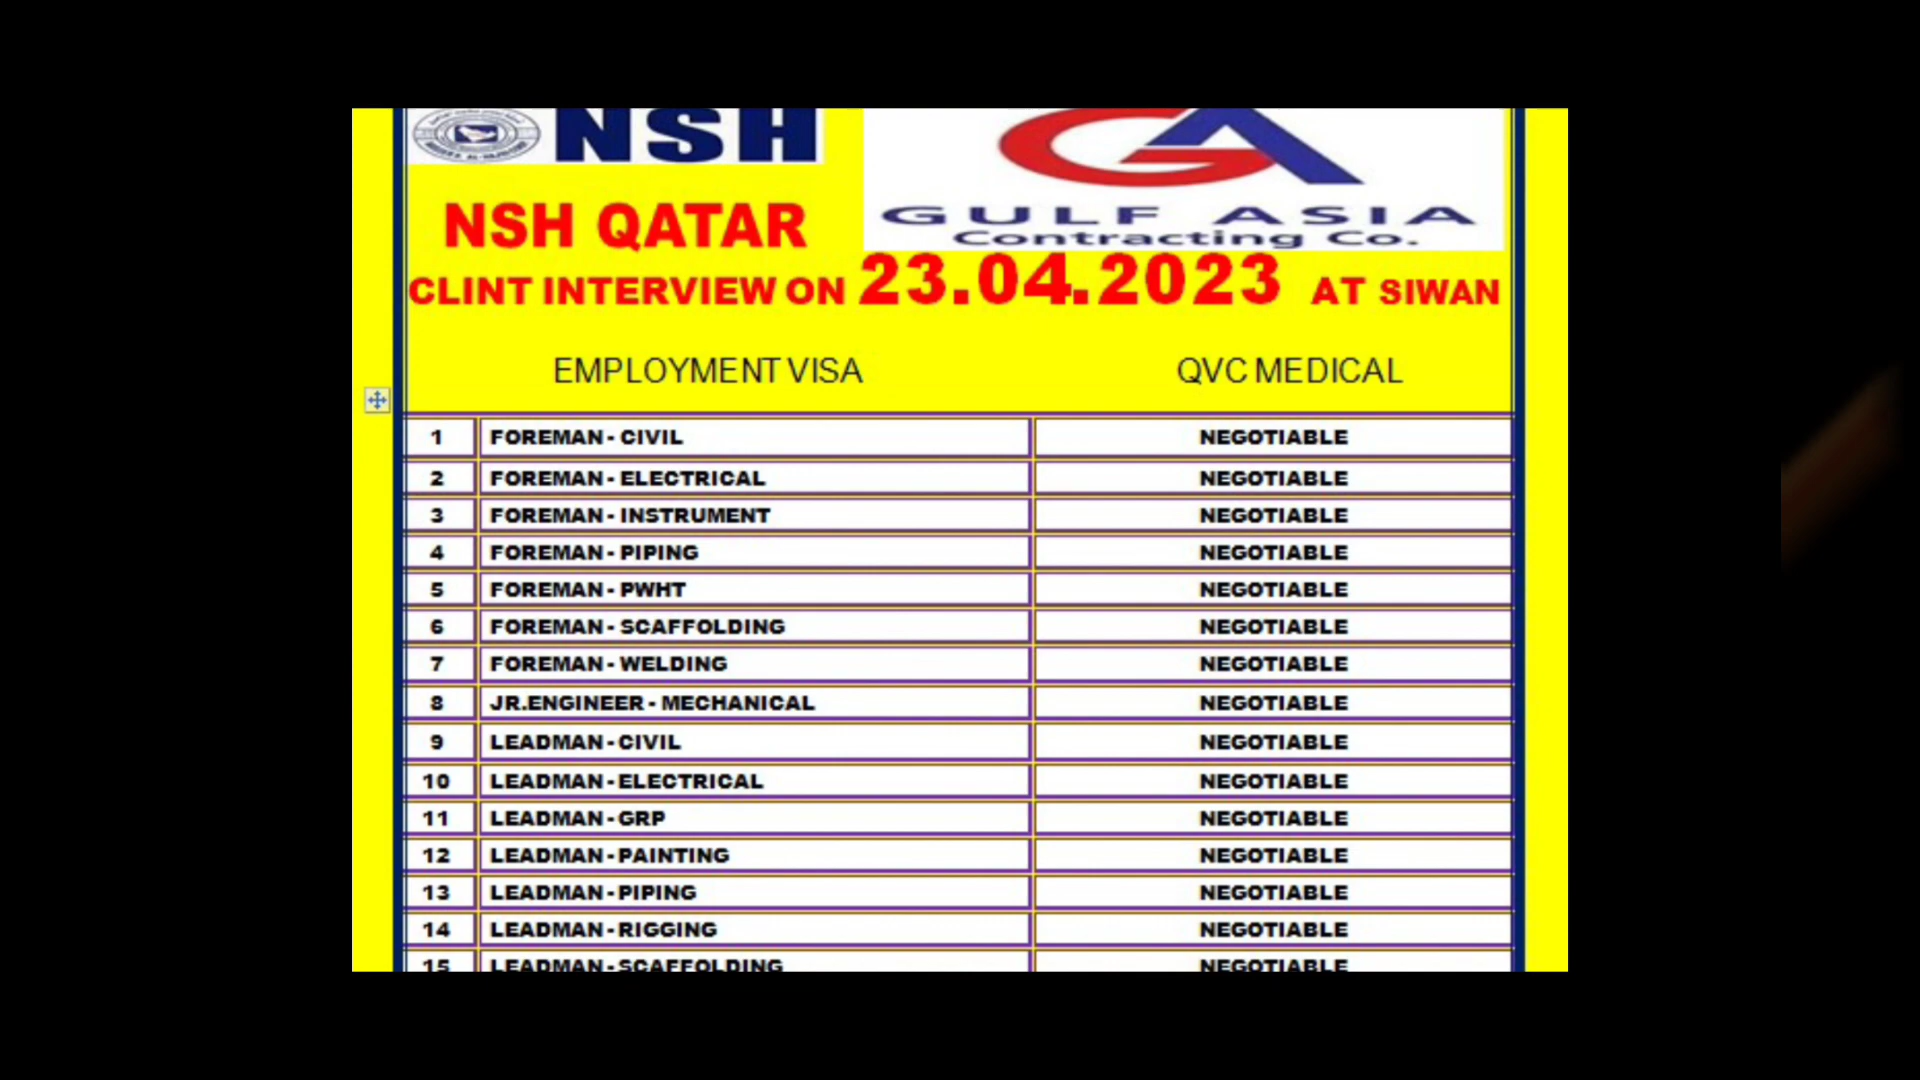 NSH
GULF ASIA
Contracting Co.
NSH QATAR
CLINT INTERVIEW ON 23.04.2023 AT SIWAN
EMPLOYMENT VISA QVC MEDICAL
1 FOREMAN - CIVIL NEGOTIABLE
2 FOREMAN - ELECTRICAL NEGOTIABLE
3 FOREMAN - INSTRUMENT NEGOTIABLE
4 FOREMAN - PIPING NEGOTIABLE
5 FOREMAN - PWHT NEGOTIABLE
6 FOREMAN - SCAFFOLDING NEGOTIABLE
7 FOREMAN - WELDING NEGOTIABLE
8 JR.ENGINEER - MECHANICAL NEGOTIABLE
9 LEADMAN - CIVIL NEGOTIABLE
10 LEADMAN - ELECTRICAL NEGOTIABLE
11 LEADMAN - GRP NEGOTIABLE
12 LEADMAN - PAINTING NEGOTIABLE
13 LEADMAN - PIPING NEGOTIABLE
14 LEADMAN - RIGGING NEGOTIABLE
15 LEADMAN - SCAFFOLDING NEGOTIABLE